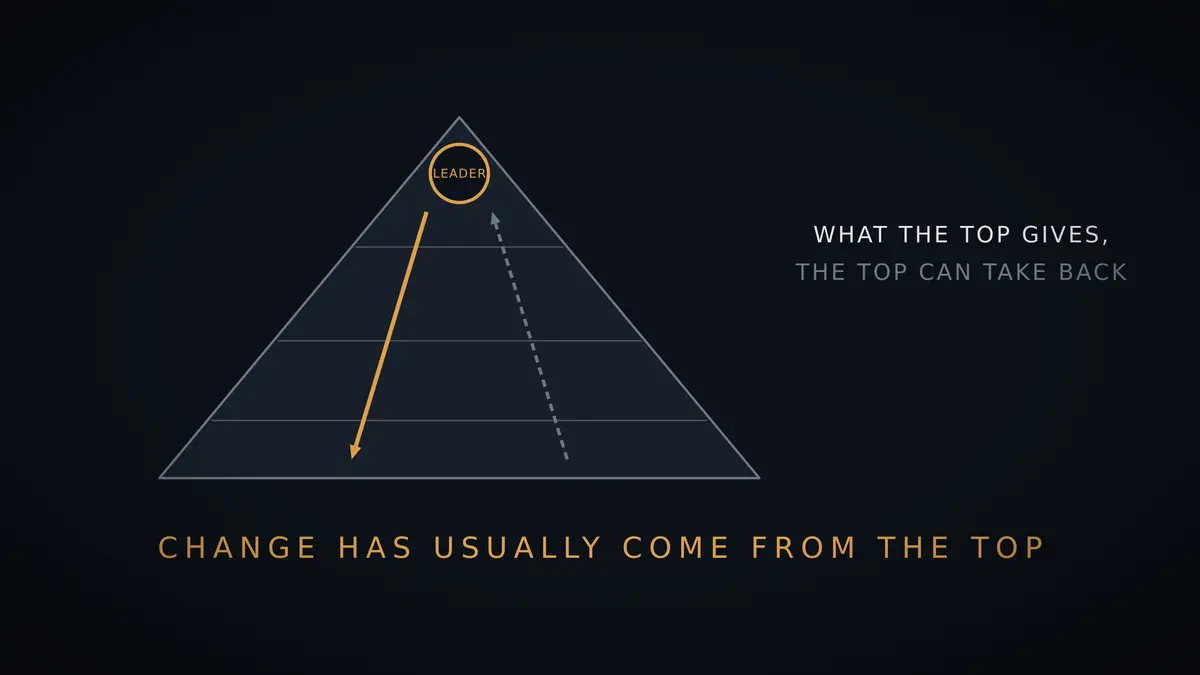 LEADER
WHAT THE TOP GIVES,
THE TOP CAN TAKE BACK
CHANGE HAS USUALLY COME FROM THE TOP